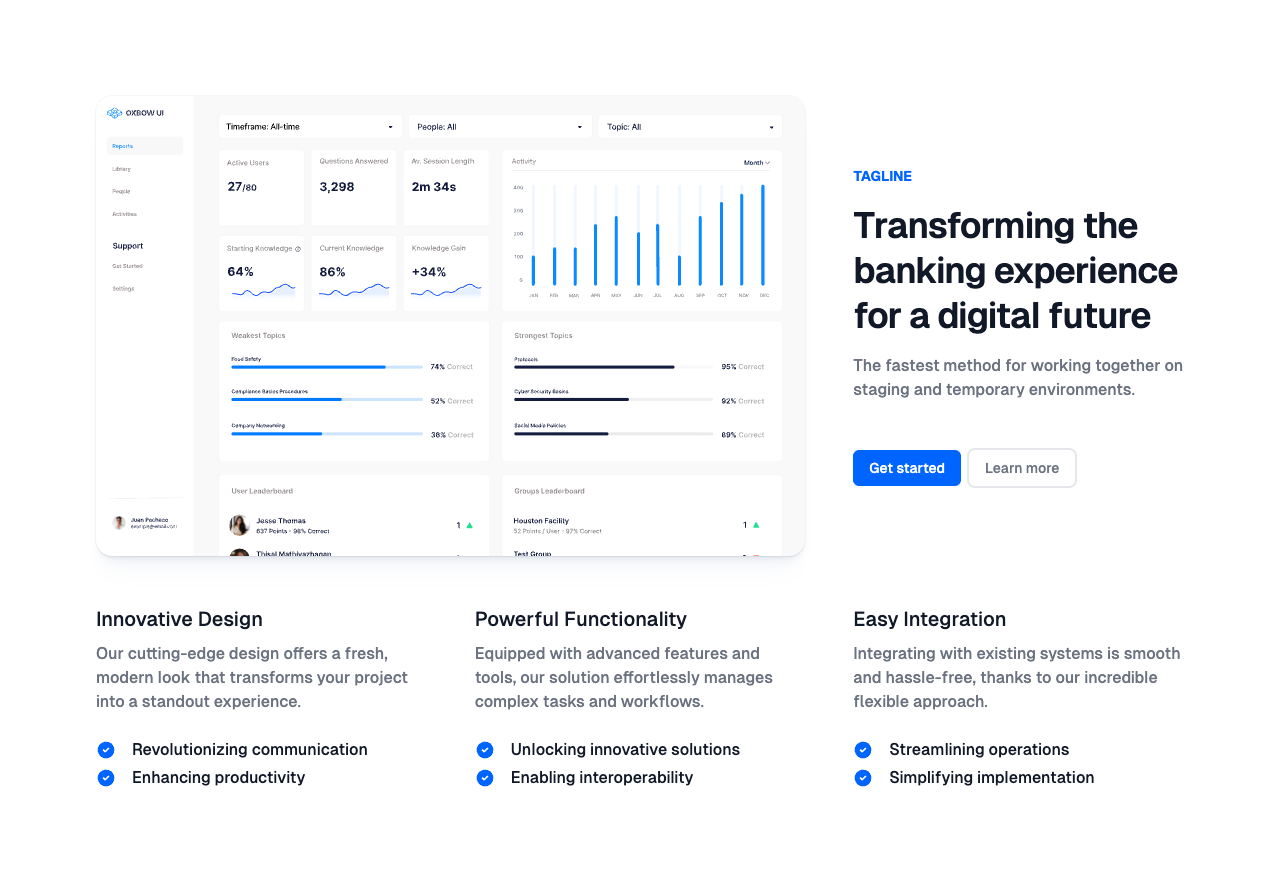 OXBOW UI
Reports
Library
People
Activities
Support
Get Started
Settings
Juan Pacheco
Timeframe: All-time
People: All
Topic: All
Active Users
27/80
Questions Answered
3,298
Av. Session Length
2m 34s
Starting Knowledge
64%
Current Knowledge
86%
Knowledge Gain
+34%
Activity
Month
400
300
200
100
JAN FEB MAR APR MAY JUN JUL AUG SEP OCT NOV DEC
Weakest Topics
Food Safety
74% Correct
Compliance Basics Procedures
52% Correct
Company Networking
36% Correct
Strongest Topics
Protocols
95% Correct
Cyber Security Basics
92% Correct
Social Media Policies
89% Correct
User Leaderboard
Jesse Thomas
637 Points - 98% Correct
1
Thisal Mathiyazhagan
Groups Leaderboard
Houston Facility
52 Points / User - 97% Correct
1
Test Group
TAGLINE
Transforming the
banking experience
for a digital future
The fastest method for working together on
staging and temporary environments.
Get started
Learn more
Innovative Design
Our cutting-edge design offers a fresh,
modern look that transforms your project
into a standout experience.
Revolutionizing communication
Enhancing productivity
Powerful Functionality
Equipped with advanced features and
tools, our solution effortlessly manages
complex tasks and workflows.
Unlocking innovative solutions
Enabling interoperability
Easy Integration
Integrating with existing systems is smooth
and hassle-free, thanks to our incredible
flexible approach.
Streamlining operations
Simplifying implementation